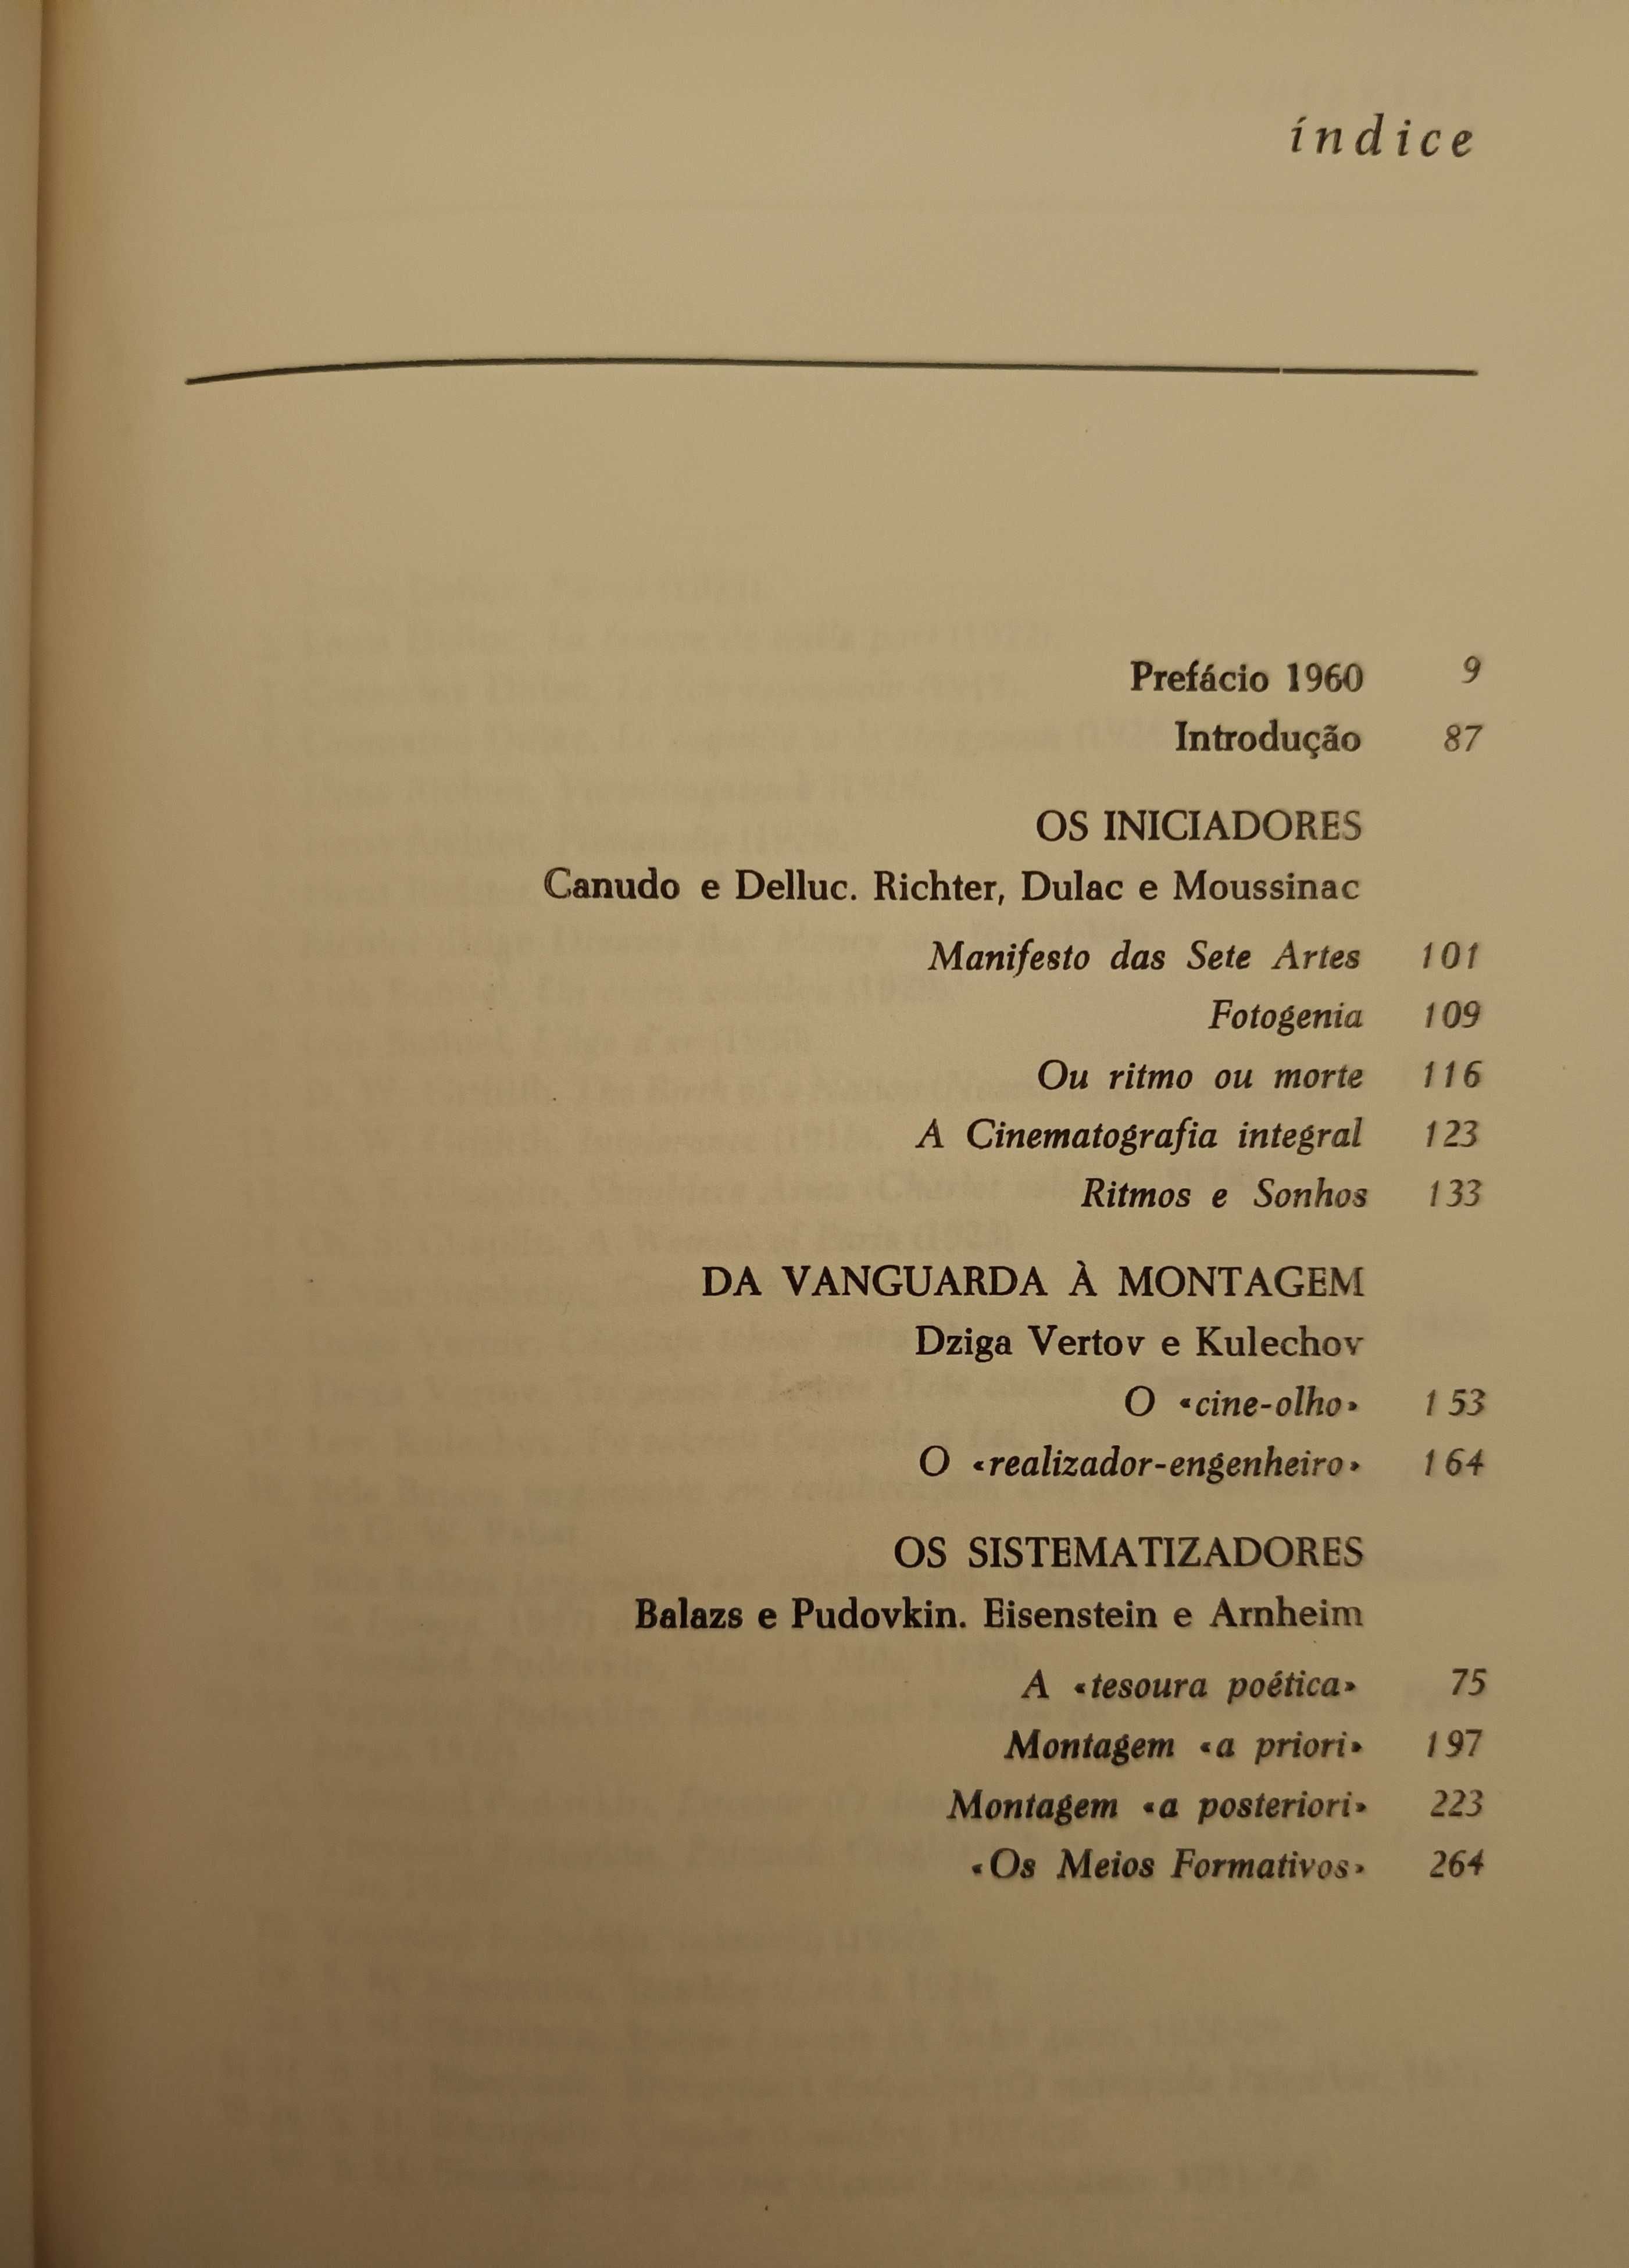 índice
Prefácio 1960 9
Introdução 87
OS INICIADORES
Canudo e Delluc. Richter, Dulac e Moussinac
Manifesto das Sete Artes 101
Fotogenia 109
Ou ritmo ou morte 116
A Cinematografia integral 123
Ritmos e Sonhos 133
DA VANGUARDA À MONTAGEM
Dziga Vertov e Kulechov
O «cine-olho» 153
O «realizador-engenheiro» 164
OS SISTEMATIZADORES
Balazs e Pudovkin. Eisenstein e Arnheim
A «tesoura poética» 75
Montagem «a priori» 197
Montagem «a posteriori» 223
«Os Meios Formativos» 264